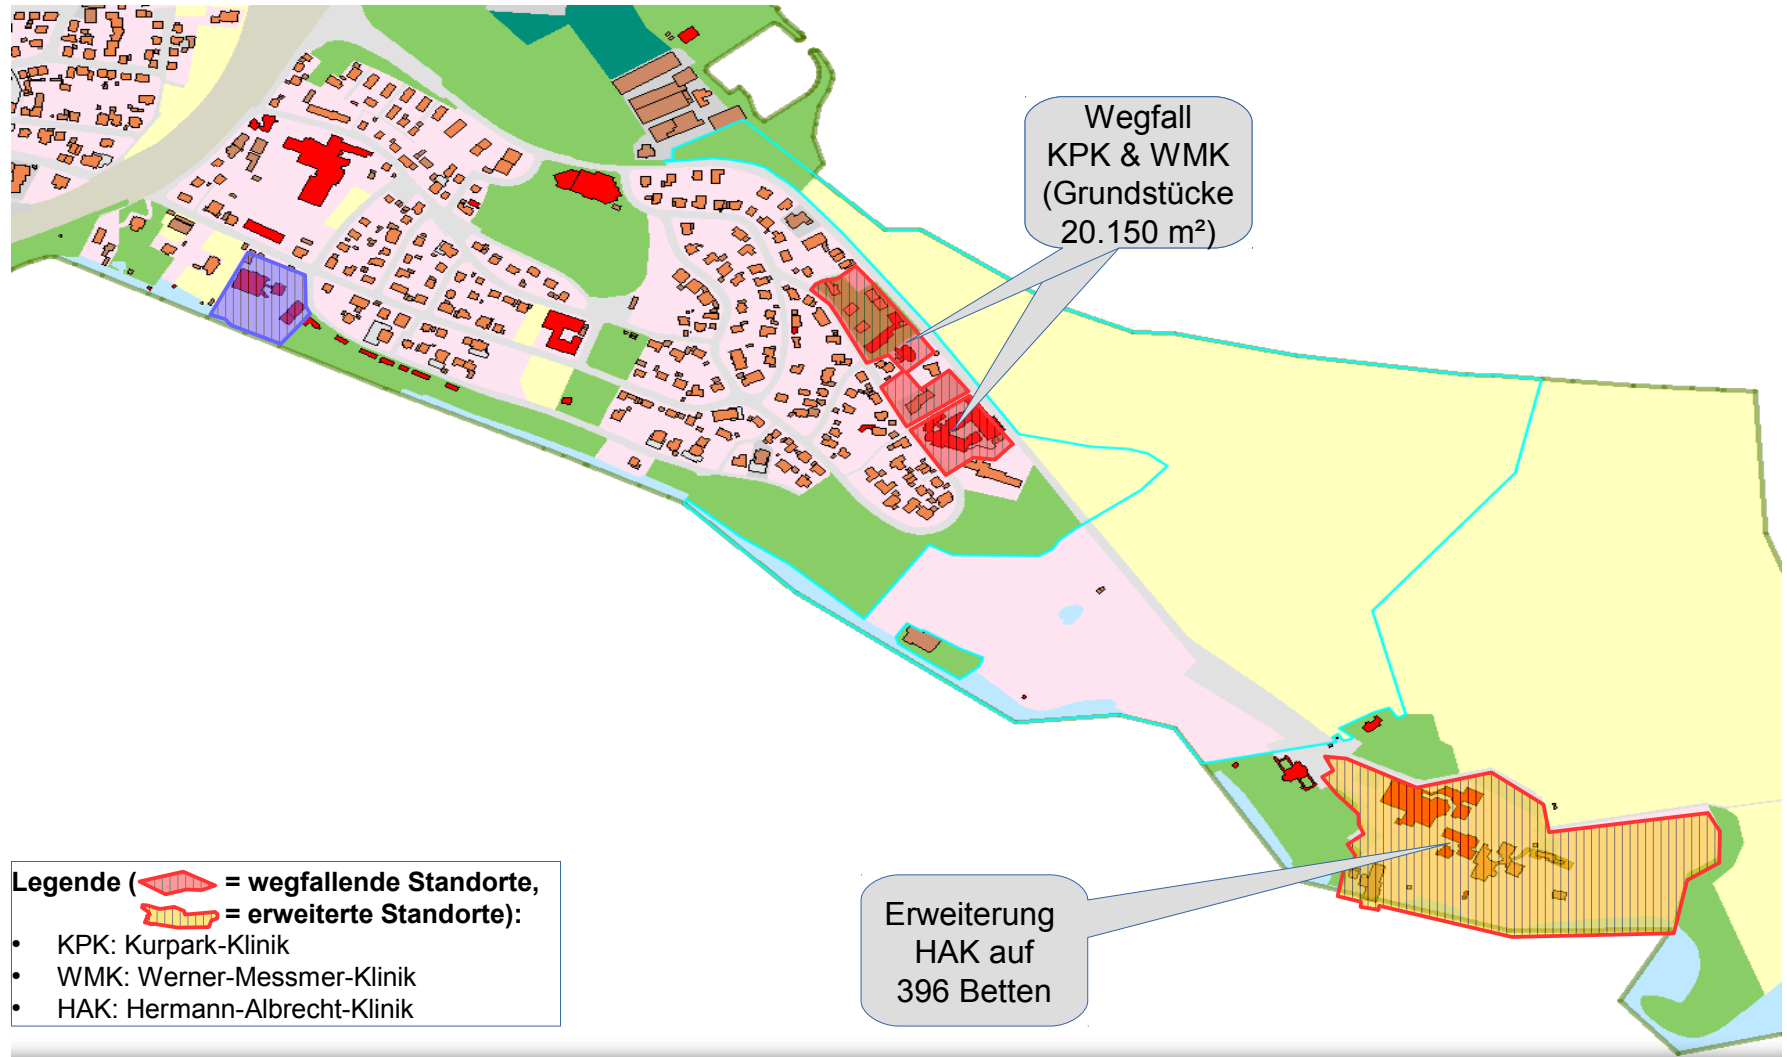 Wegfall
KPK & WMK
(Grundstücke
20.150 m²)
Erweiterung
HAK auf
396 Betten
Legende ( = wegfallende Standorte,
= erweiterte Standorte):
• KPK: Kurpark-Klinik
• WMK: Werner-Messmer-Klinik
• HAK: Hermann-Albrecht-Klinik